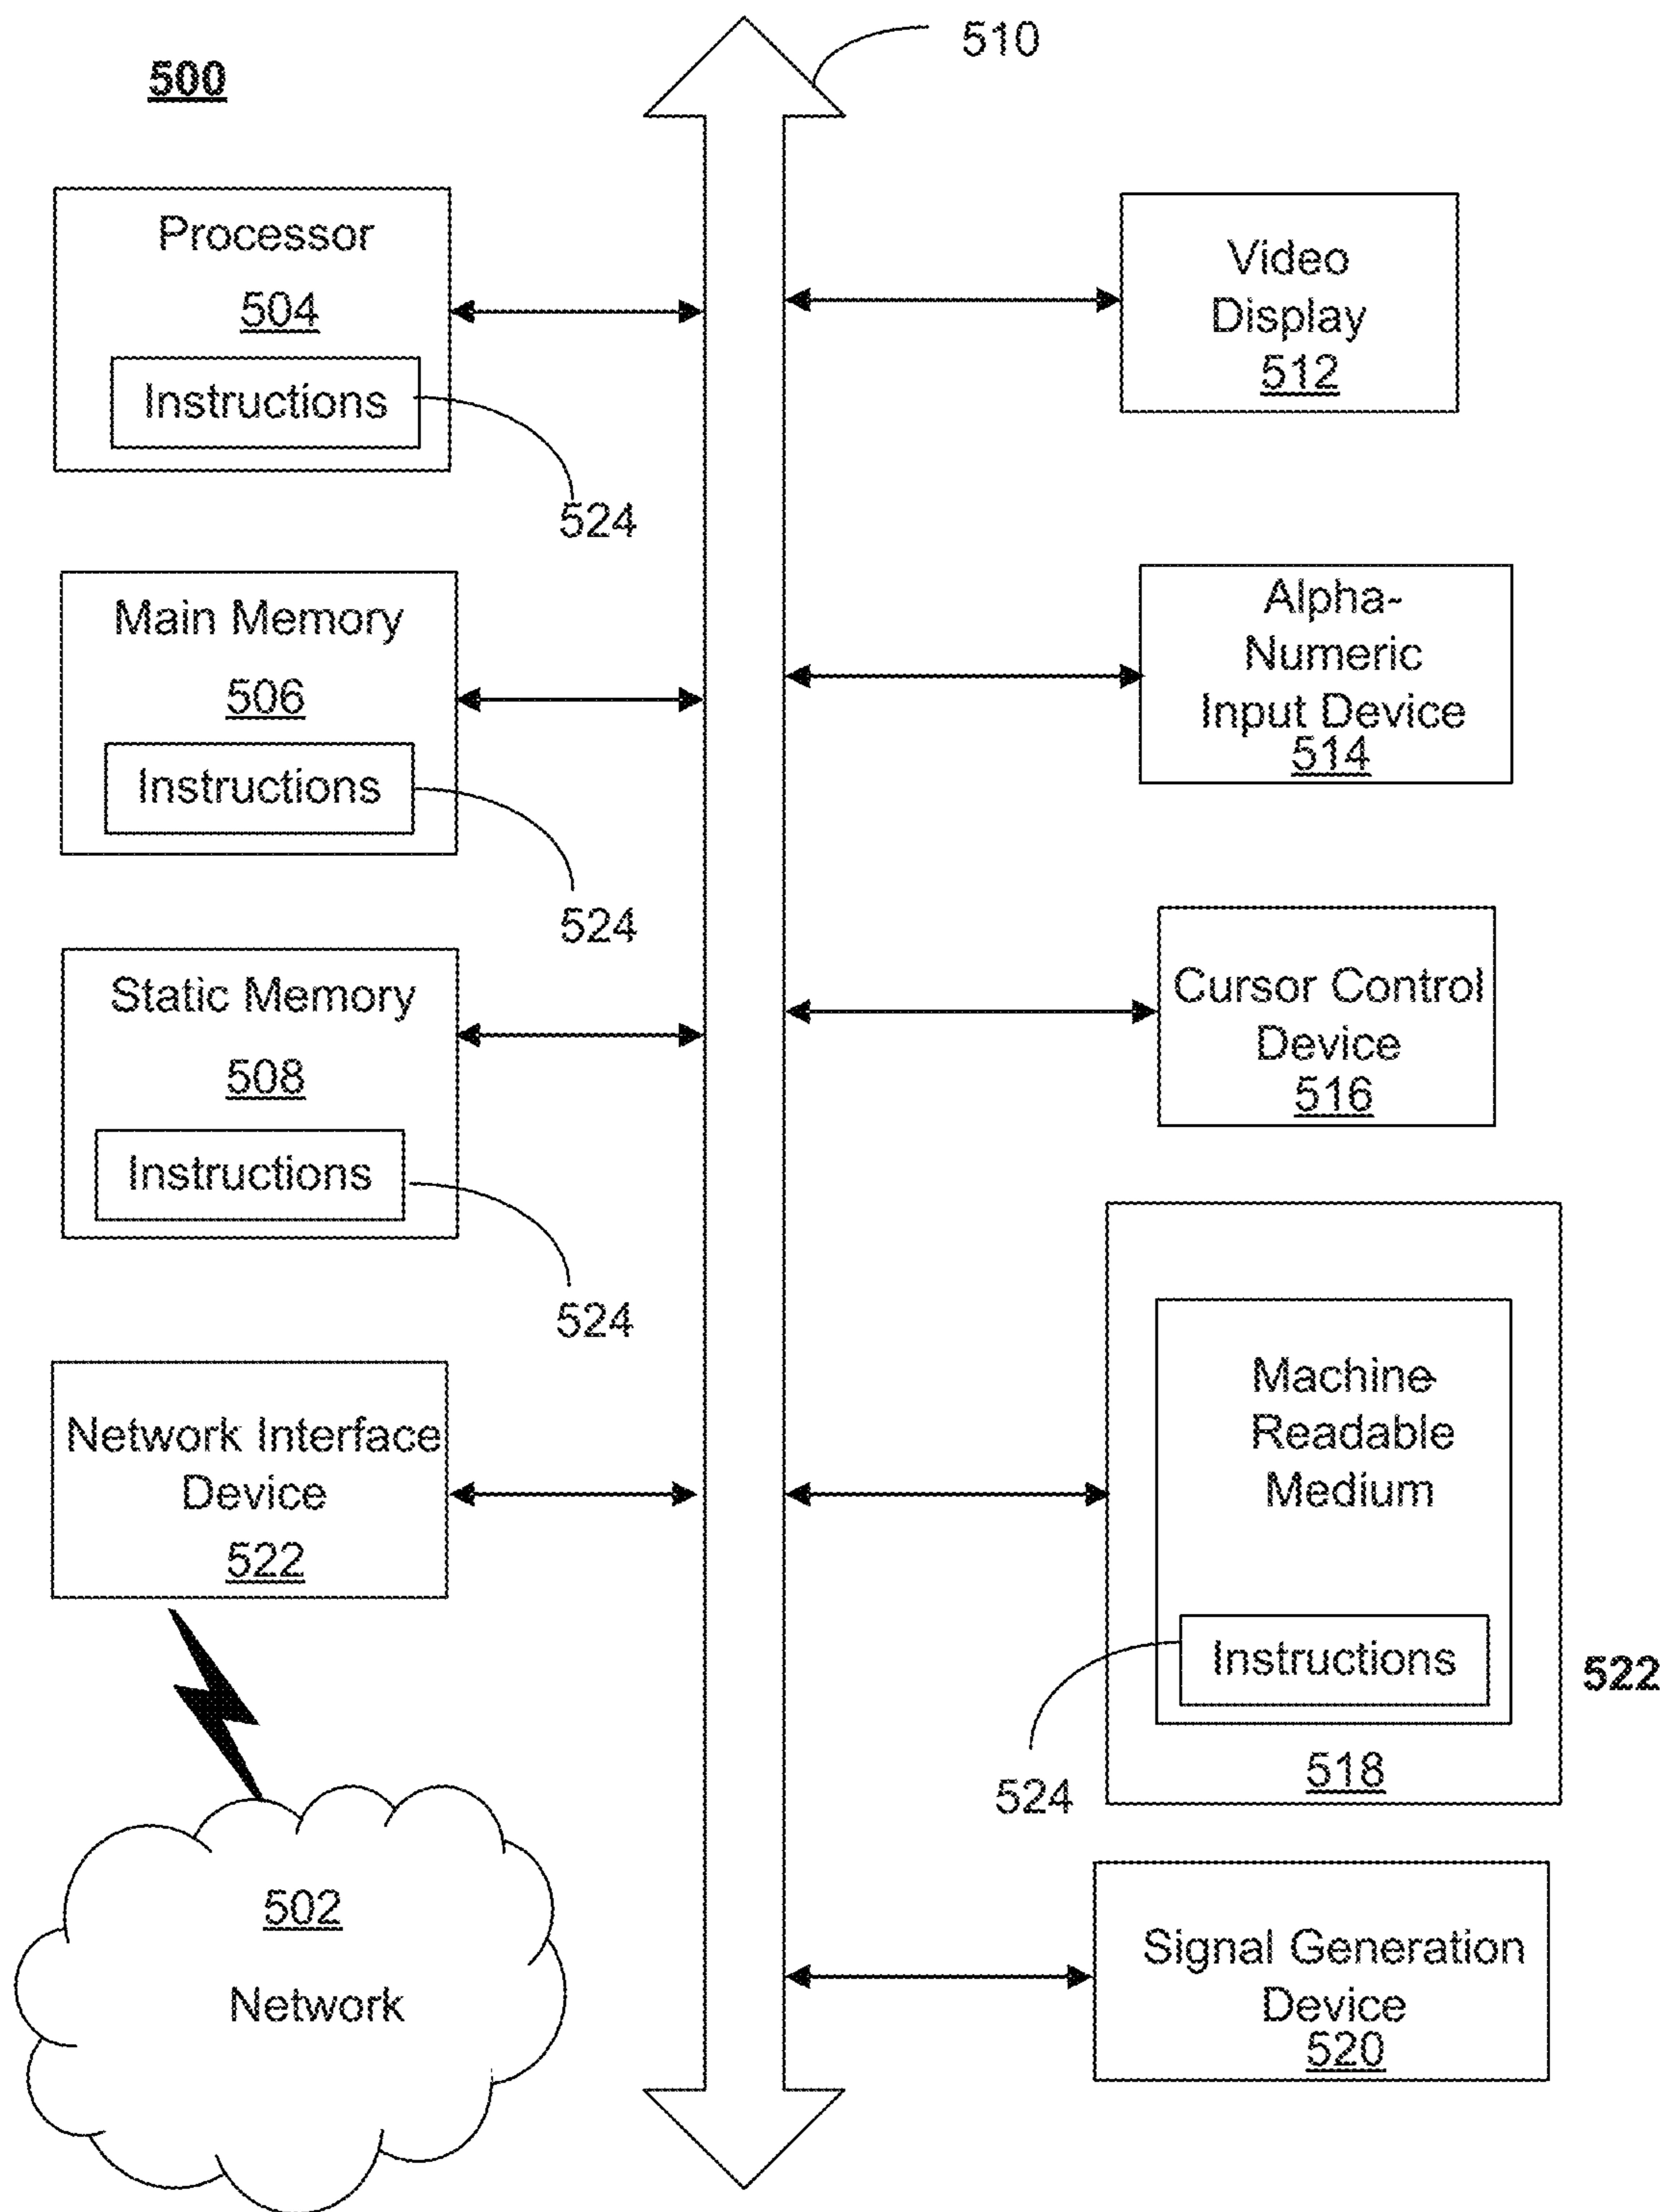 500
510
Processor
504
Instructions
524
Main Memory
506
Instructions
524
Static Memory
508
Instructions
524
Network Interface
Device
522
502
Network
Video
Display
512
Alpha-
Numeric
Input Device
514
Cursor Control
Device
516
Machine-
Readable
Medium
Instructions
524
518
522
Signal Generation
Device
520